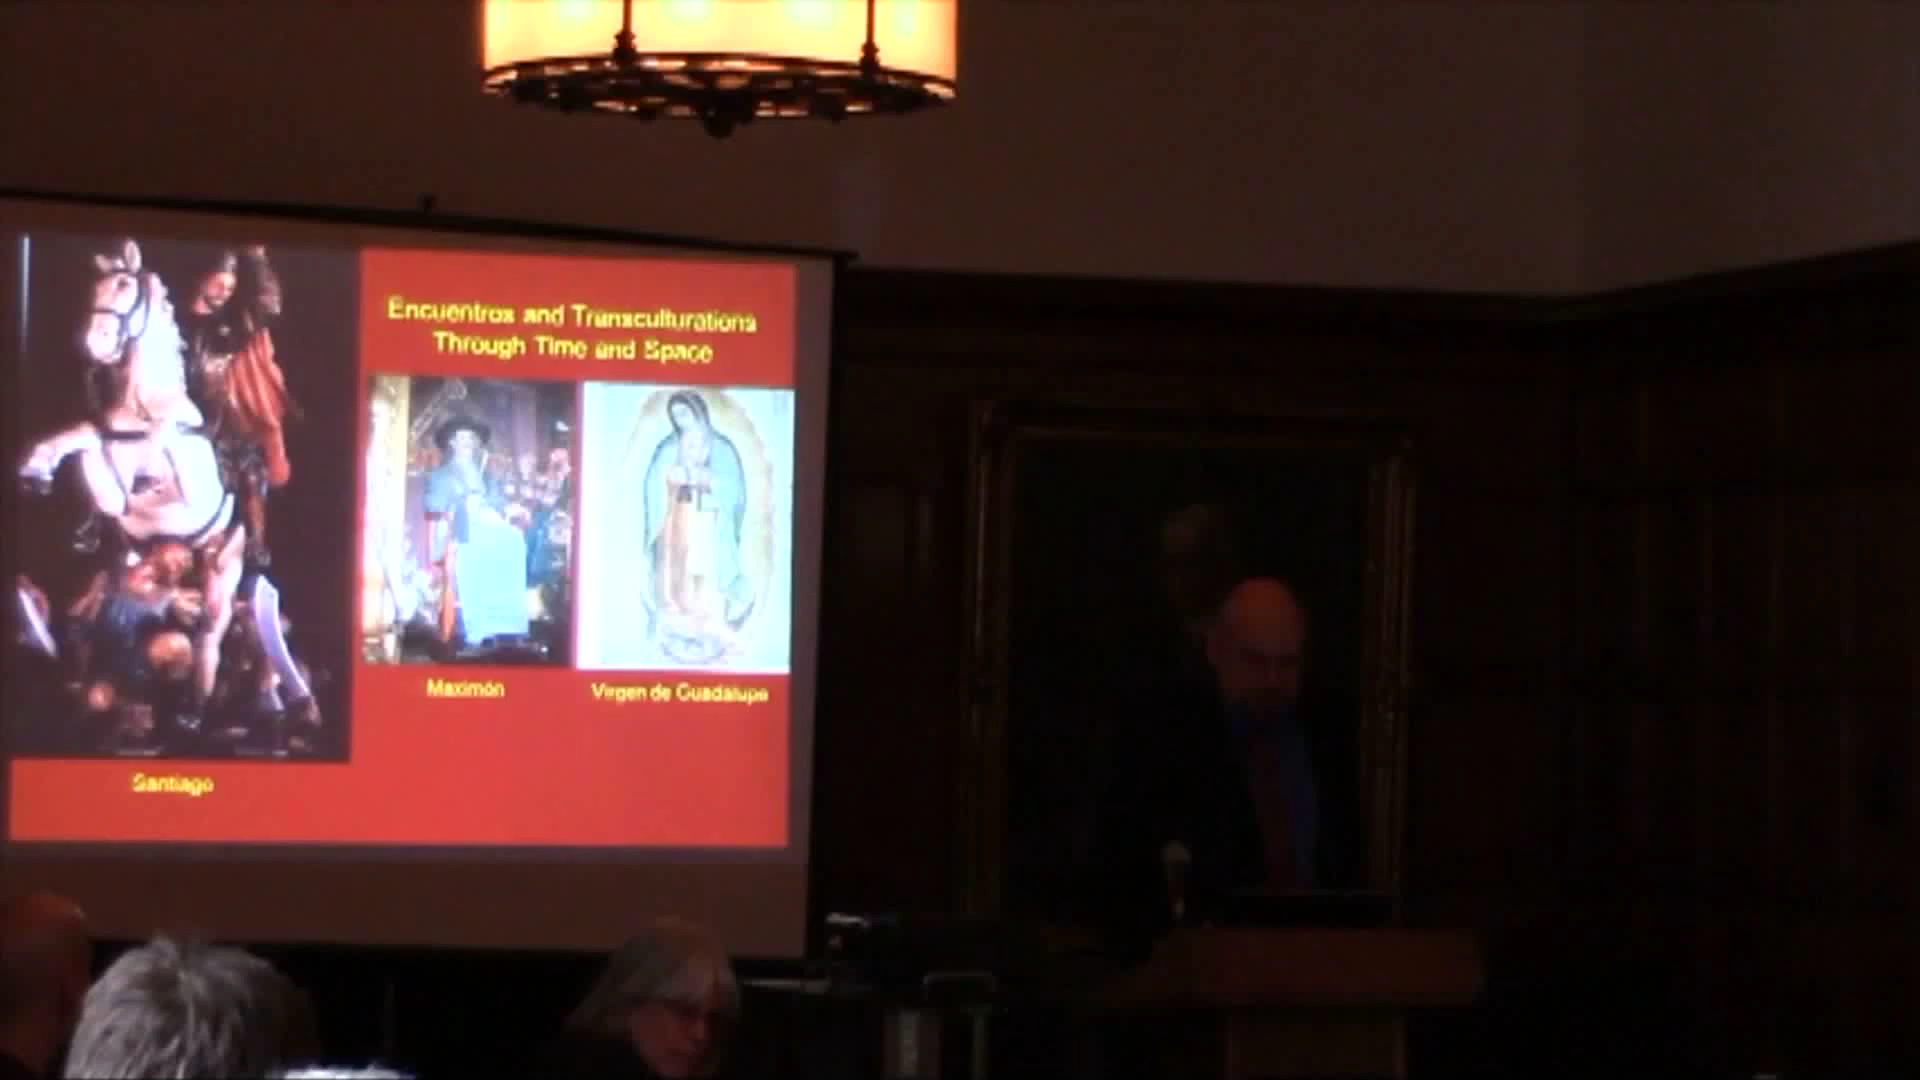 Encuentros and Transculturations
Through Time and Space
Maximón
Virgen de Guadalupe
Santiago